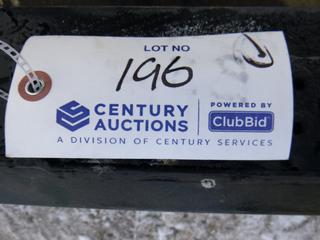 LOT NO
196
CENTURY
AUCTIONS
POWERED BY
ClubBid
A DIVISION OF CENTURY SERVICES